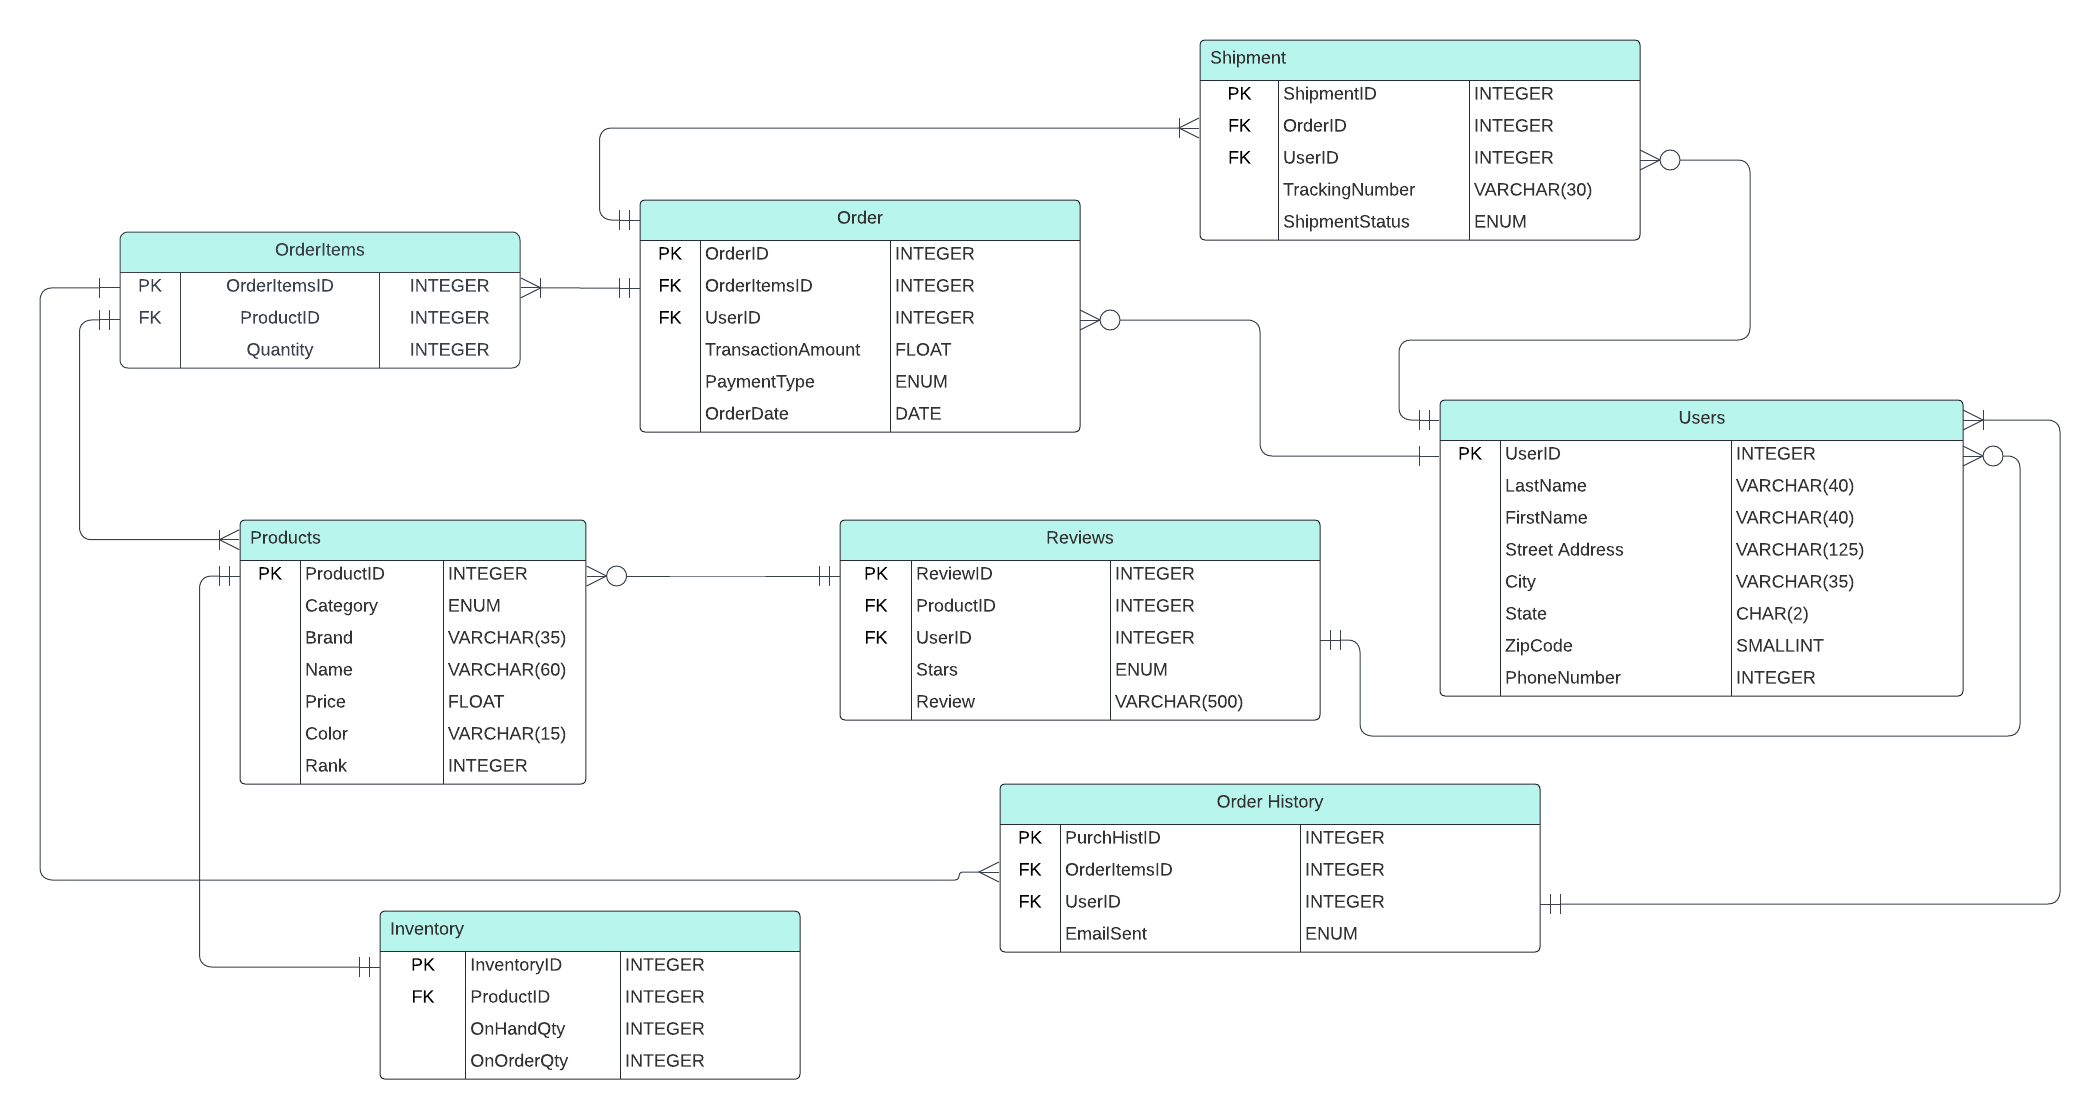 Shipment
PK ShipmentID INTEGER
FK OrderID INTEGER
FK UserID INTEGER
TrackingNumber VARCHAR(30)
ShipmentStatus ENUM
Order
PK OrderID INTEGER
FK OrderItemsID INTEGER
FK UserID INTEGER
TransactionAmount FLOAT
PaymentType ENUM
OrderDate DATE
OrderItems
PK OrderItemsID INTEGER
FK ProductID INTEGER
Quantity INTEGER
Users
PK UserID INTEGER
LastName VARCHAR(40)
FirstName VARCHAR(40)
Street Address VARCHAR(125)
City VARCHAR(35)
State CHAR(2)
ZipCode SMALLINT
PhoneNumber INTEGER
Products
PK ProductID INTEGER
Category ENUM
Brand VARCHAR(35)
Name VARCHAR(60)
Price FLOAT
Color VARCHAR(15)
Rank INTEGER
Reviews
PK ReviewID INTEGER
FK ProductID INTEGER
FK UserID INTEGER
Stars ENUM
Review VARCHAR(500)
Order History
PK PurchHistID INTEGER
FK OrderItemsID INTEGER
FK UserID INTEGER
EmailSent ENUM
Inventory
PK InventoryID INTEGER
FK ProductID INTEGER
OnHandQty INTEGER
OnOrderQty INTEGER